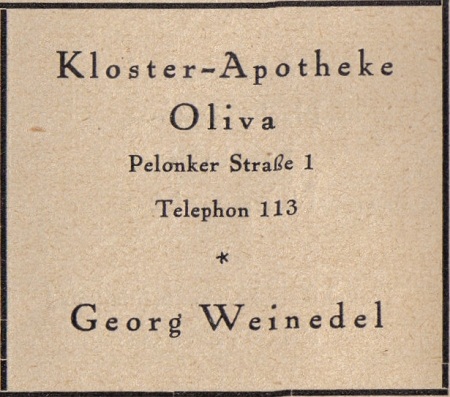 Kloster-Apotheke
Oliva
Pelonker Straße 1
Telephon 113
*
Georg Weinedel